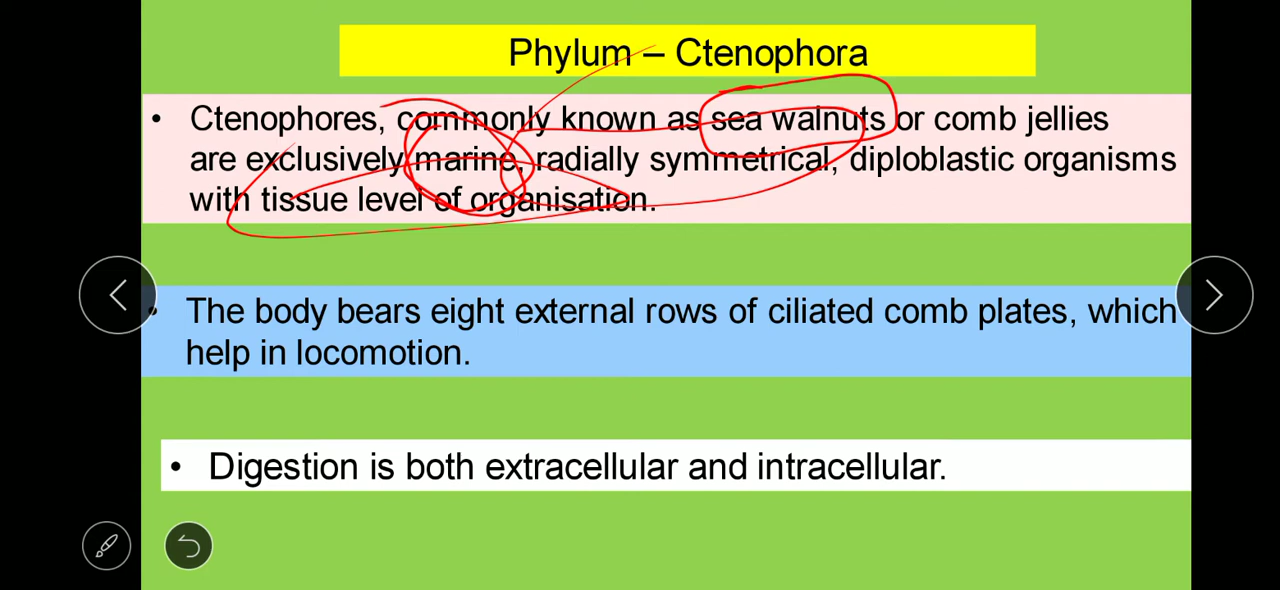 Phylum – Ctenophora
• Ctenophores, commonly known as sea walnuts or comb jellies
are exclusively marine, radially symmetrical, diploblastic organisms
with tissue level of organisation.
• The body bears eight external rows of ciliated comb plates, which
help in locomotion.
• Digestion is both extracellular and intracellular.